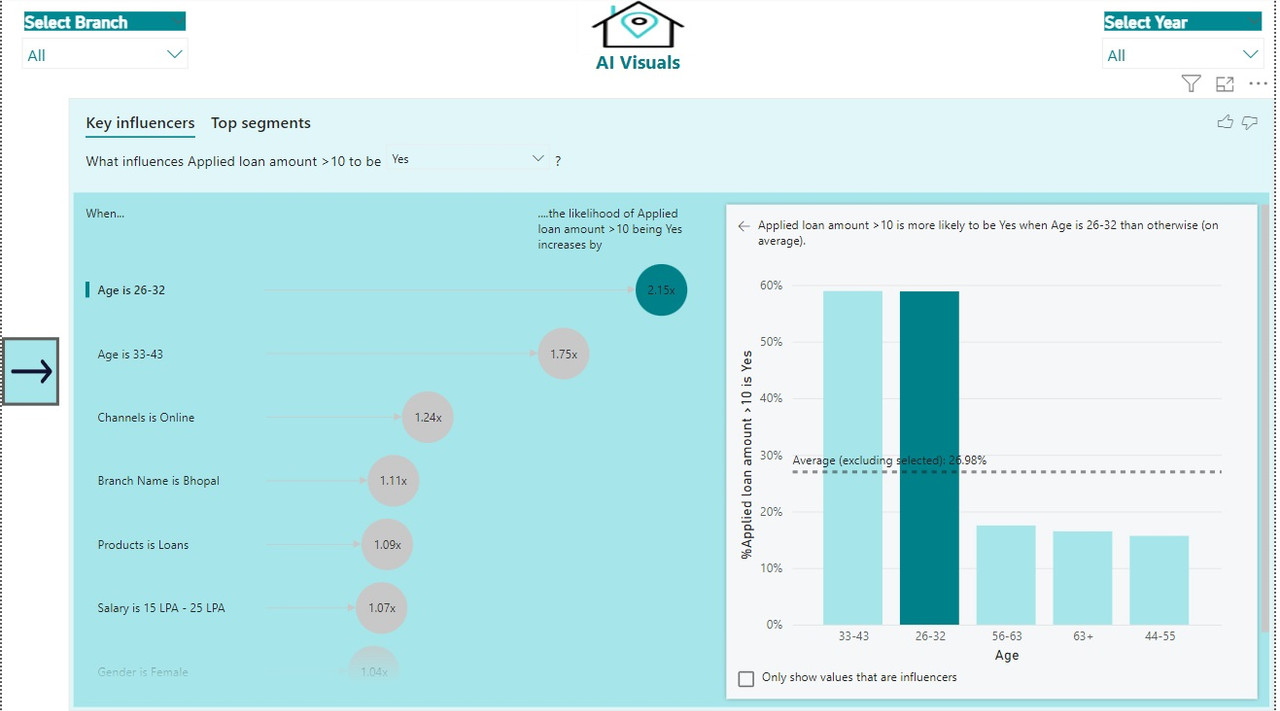 Select Branch
All
AI Visuals
Select Year
All
Key influencers Top segments
What influences Applied loan amount >10 to be Yes ?
When...
....the likelihood of Applied
loan amount >10 being Yes
increases by
Age is 26-32 2.15x
Age is 33-43 1.75x
Channels is Online 1.24x
Branch Name is Bhopal 1.11x
Products is Loans 1.09x
Salary is 15 LPA - 25 LPA 1.07x
Gender is Female 1.04x
Applied loan amount >10 is more likely to be Yes when Age is 26-32 than otherwise (on
average).
%Applied loan amount >10 is Yes
60%
50%
40%
30%
Average (excluding selected): 26.98%
20%
10%
0%
33-43 26-32 56-63 63+ 44-55
Age
Only show values that are influencers